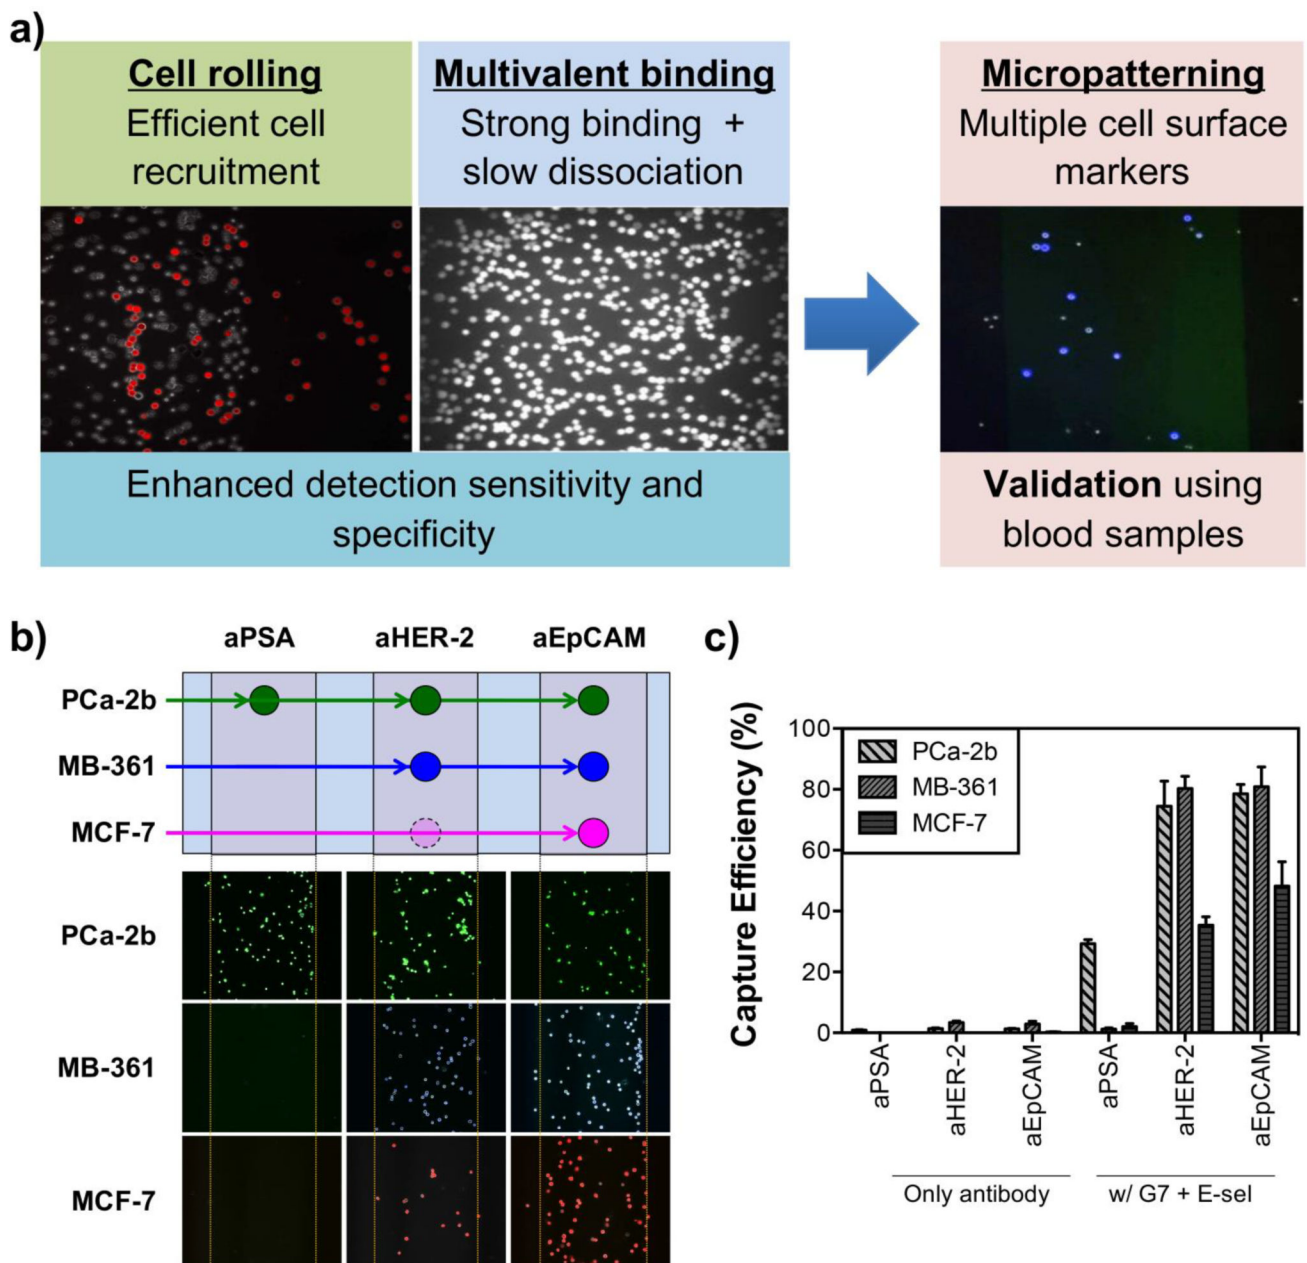 a)
Cell rolling
Efficient cell
recruitment
Multivalent binding
Strong binding +
slow dissociation
Micropatterning
Multiple cell surface
markers
Enhanced detection sensitivity and
specificity
Validation using
blood samples
b)
aPSA
aHER-2
aEpCAM
PCa-2b
MB-361
MCF-7
PCa-2b
MB-361
MCF-7
c)
Capture Efficiency (%)
100
80
60
40
20
0
PCa-2b
MB-361
MCF-7
aPSA
aHER-2
aEpCAM
aPSA
aHER-2
aEpCAM
Only antibody
w/ G7 + E-sel